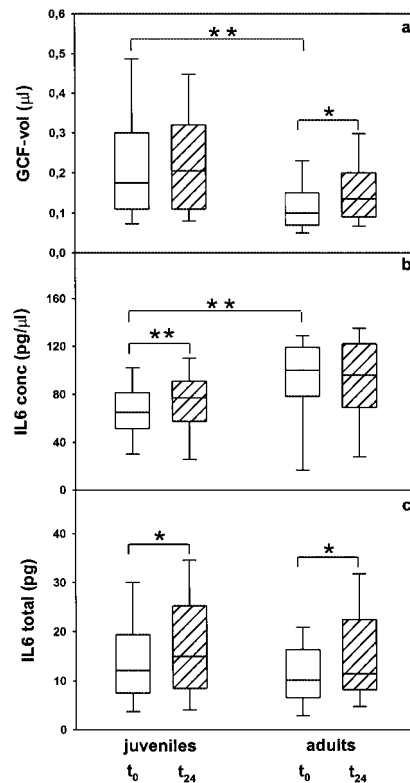 a
0,6
0,5
0,4
0,3
0,2
0,1
0,0
GCF-vol (µl)
* *
*
b
160
120
80
40
0
IL6 conc (pg/µl)
* *
**
c
40
30
20
10
0
IL6 total (pg)
*
*
juveniles adults
t0 t24 t0 t24